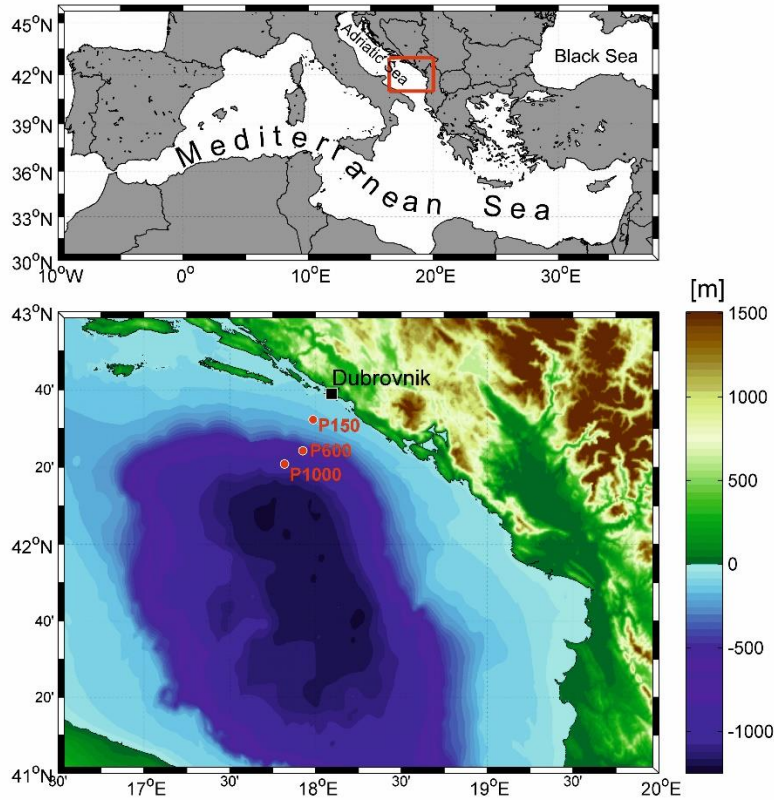 45°N
42°N
39°N
36°N
33°N
30°N
10°W 0° 10°E 20°E 30°E
Adriatic Sea
Black Sea
Mediterranean Sea
[m]
43°N
40'
20'
42°N
40'
20'
41°N
30' 17°E 30' 18°E 30' 19°E 30' 20°E
Dubrovnik
P150
P600
P1000
1500
1000
500
0
-500
-1000